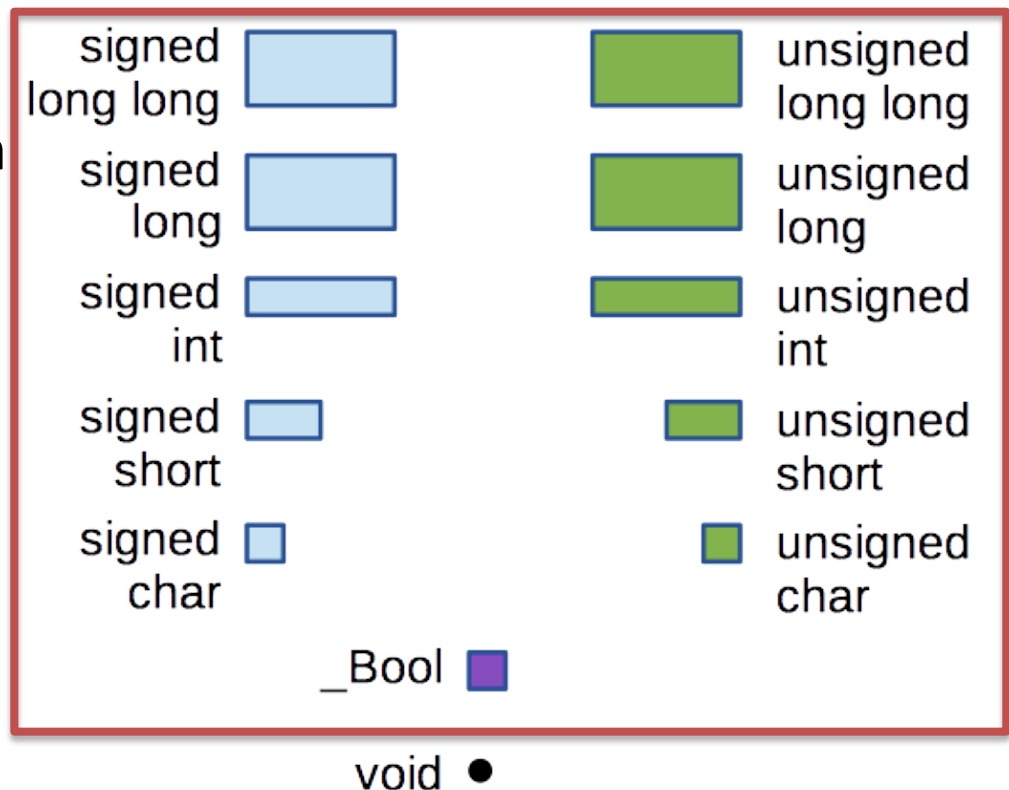 signed
long long
unsigned
long long
n
signed
long
unsigned
long
signed
int
unsigned
int
signed
short
unsigned
short
signed
char
unsigned
char
_Bool
void